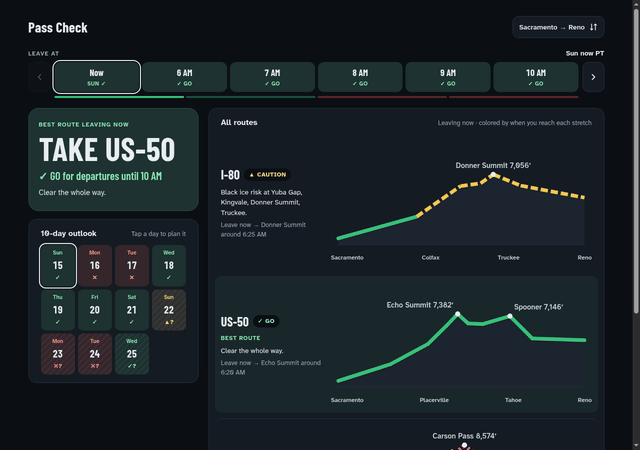 Pass Check
Sacramento → Reno
LEAVE AT
Sun now PT
Now
SUN ✓
6 AM
✓ GO
7 AM
✓ GO
8 AM
✓ GO
9 AM
✓ GO
10 AM
✓ GO
BEST ROUTE LEAVING NOW
TAKE US-50
✓ GO for departures until 10 AM
Clear the whole way.
10-day outlook
Tap a day to plan it
Sun
15
✓
Mon
16
✕
Tue
17
✕
Wed
18
✓
Thu
19
✓
Fri
20
✓
Sat
21
✓
Sun
22
▲?
Mon
23
✕?
Tue
24
✕?
Wed
25
✓?
All routes
Leaving now · colored by when you reach each stretch
I-80
▲ CAUTION
Black ice risk at Yuba Gap,
Kingvale, Donner Summit,
Truckee.
Leave now → Donner Summit
around 6:25 AM
Donner Summit 7,056′
Sacramento
Colfax
Truckee
Reno
US-50
✓ GO
BEST ROUTE
Clear the whole way.
Leave now → Echo Summit around
6:20 AM
Echo Summit 7,382′
Spooner 7,146′
Sacramento
Placerville
Tahoe
Reno
Carson Pass 8,574′